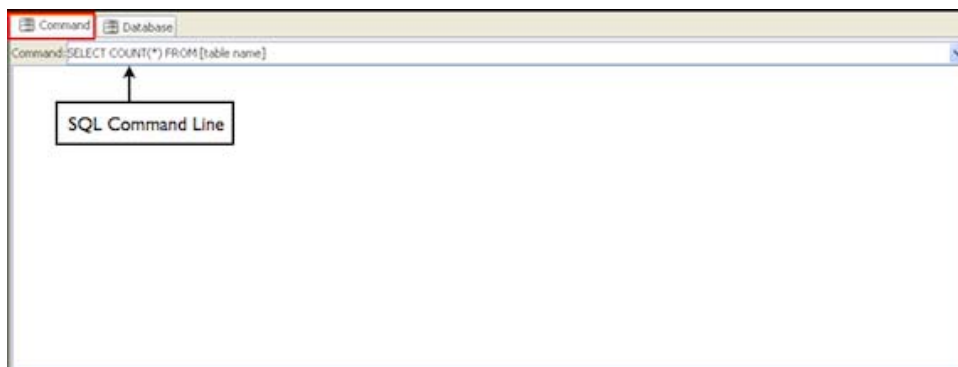 Command Database
Command: SELECT COUNT(*) FROM [table name]
SQL Command Line